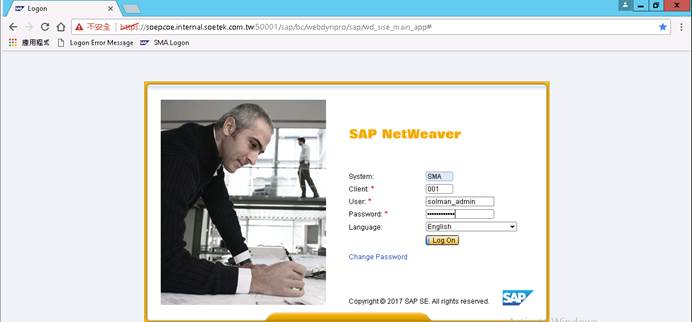 Logon
不安全 https://soepcoe.internal.soetek.com.tw:50001/sap/bc/webdynpro/sap/wd_sise_main_app#
應用程式 Logon Error Message SMA Logon
SAP NetWeaver
System: SMA
Client: * 001
User: * solman_admin
Password: * ••••••••••••
Language: English
Log On
Change Password
Copyright © 2017 SAP SE. All rights reserved. SAP